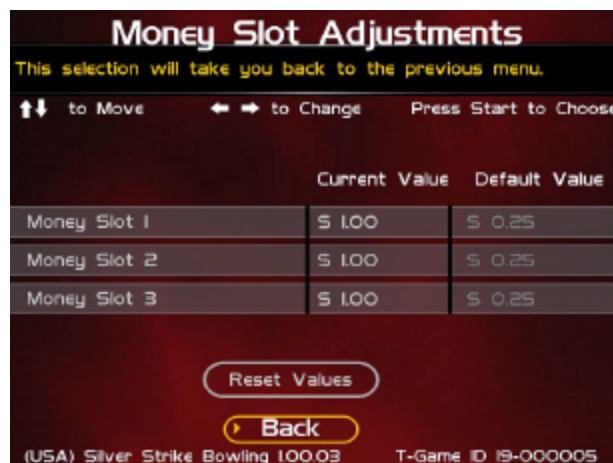 Money Slot Adjustments
This selection will take you back to the previous menu.
to Move to Change Press Start to Choose
Current Value Default Value
Money Slot 1 $ 1.00 $ 0.25
Money Slot 2 $ 1.00 $ 0.25
Money Slot 3 $ 1.00 $ 0.25
Reset Values
Back
(USA) Silver Strike Bowling 1.00.03 T-Game ID 19-000005